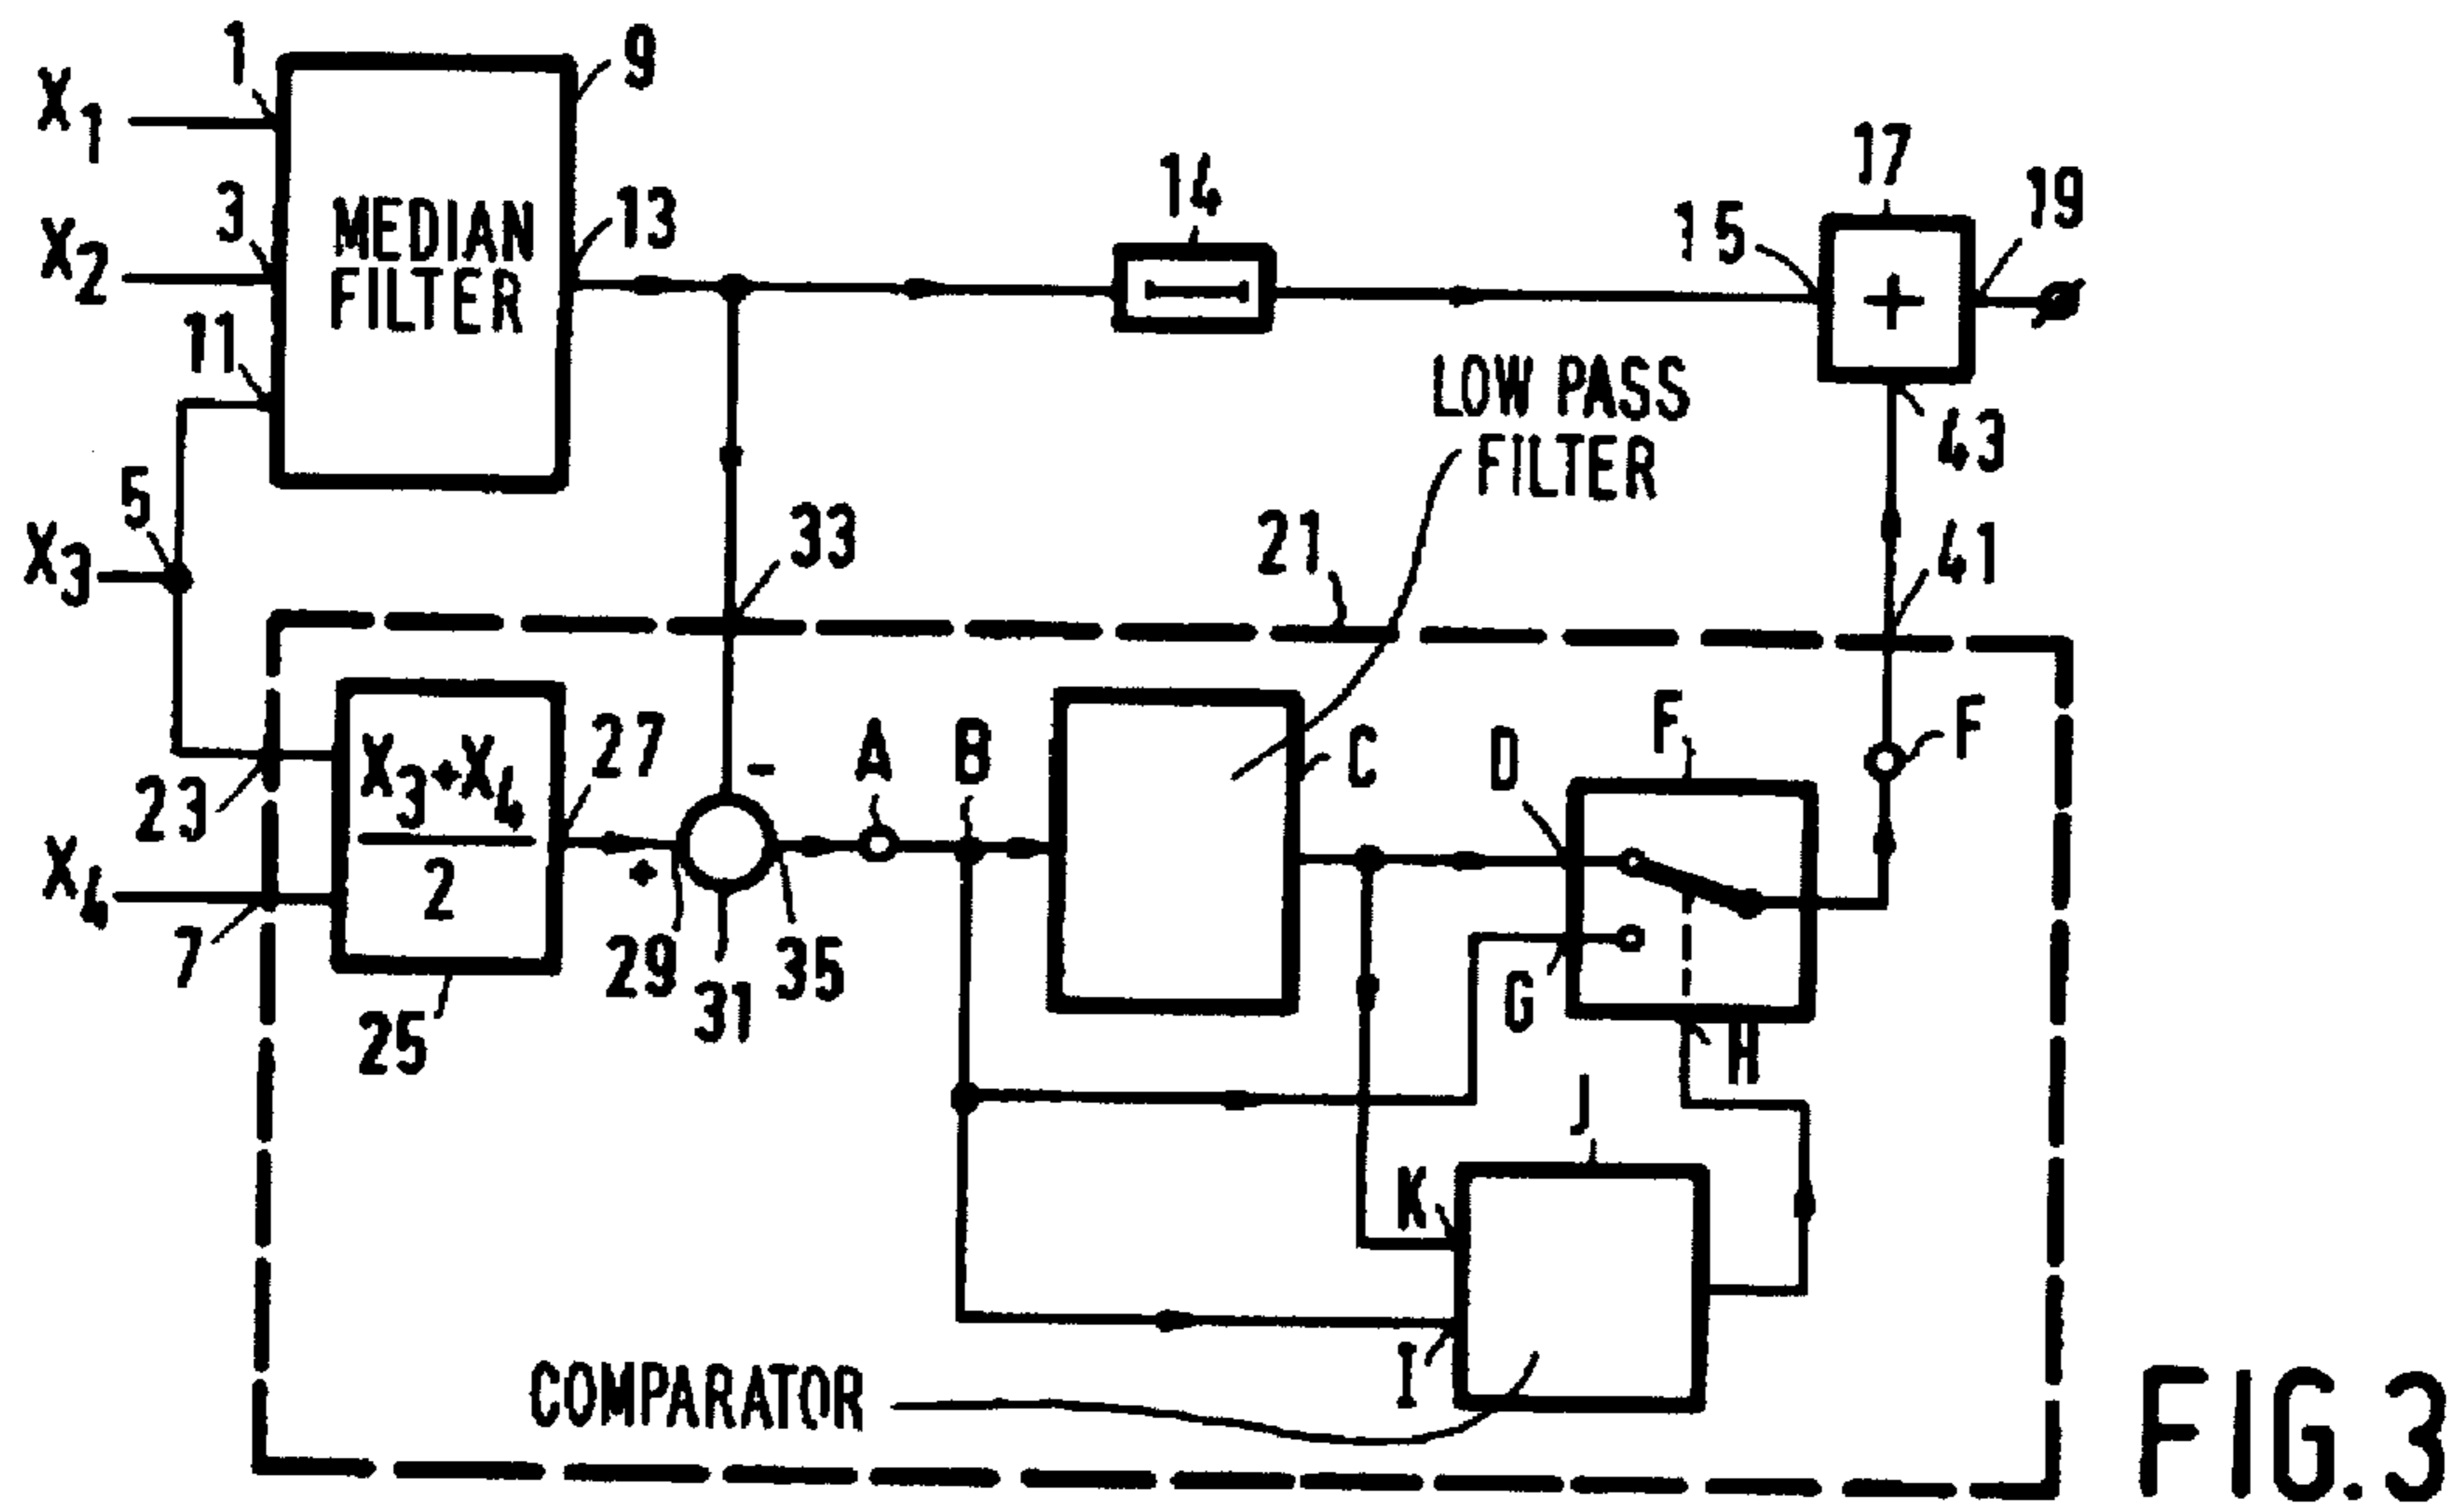 1
9
X1
17
14
13
19
3
MEDIAN
FILTER
15
X2
11
+
LOW PASS
FILTER
43
5
33
21
41
X3
27
F
F
X3+X4
2
-
A
B
C
D
23
X4
+
7
29
35
31
G
25
H
J
K
I
COMPARATOR
FIG.3